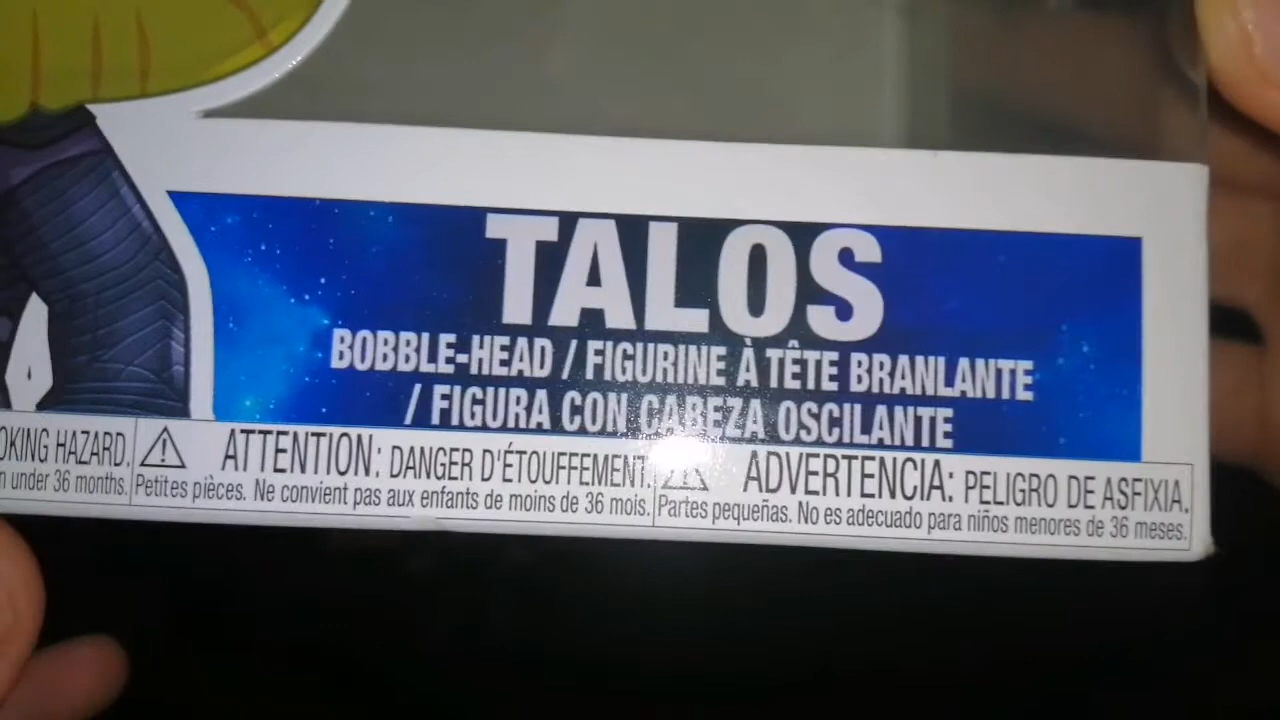 TALOS
BOBBLE-HEAD / FIGURINE À TÊTE BRANLANTE
/ FIGURA CON CABEZA OSCILANTE
HAZARD.
under 36 months.
ATTENTION: DANGER D'ÉTOUFFEMENT.
Petites pièces. Ne convient pas aux enfants de moins de 36 mois.
ADVERTENCIA: PELIGRO DE ASFIXIA.
Partes pequeñas. No es adecuado para niños menores de 36 meses.